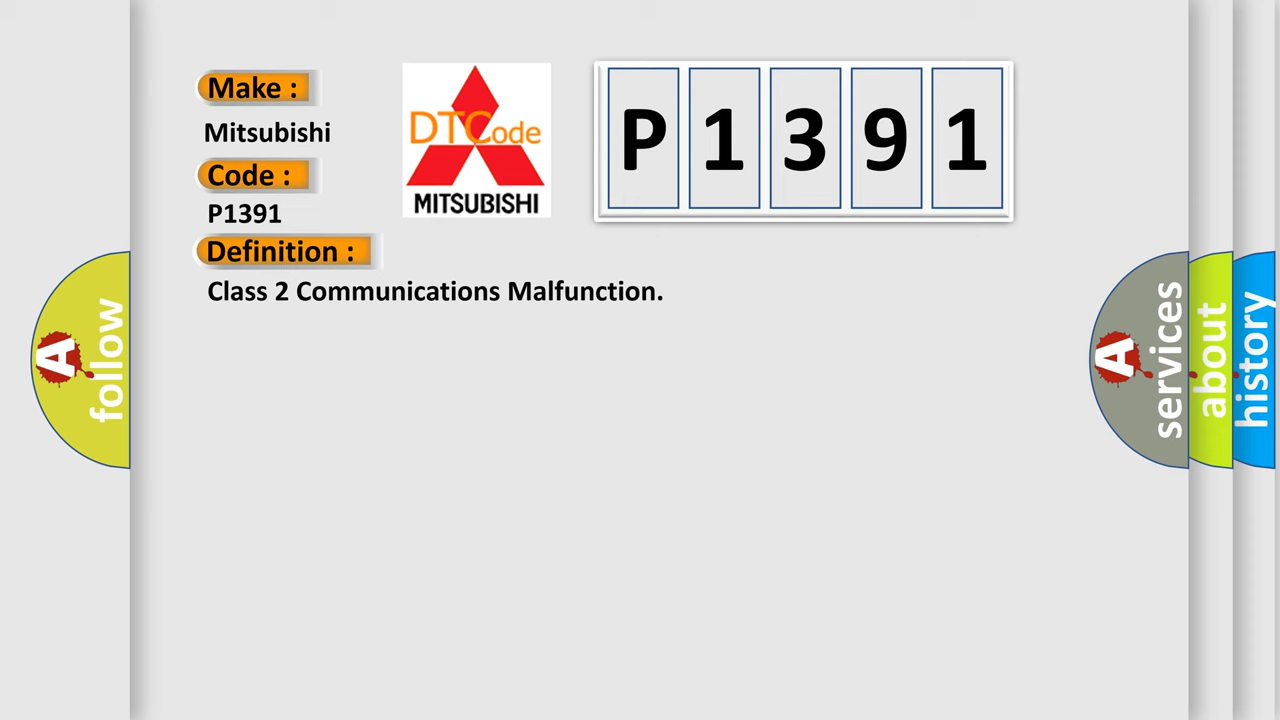 Make :
Mitsubishi
Code :
P1391
Definition :
Class 2 Communications Malfunction.
DTCode
MITSUBISHI
P 1 3 9 1
A follow
A services
about
history